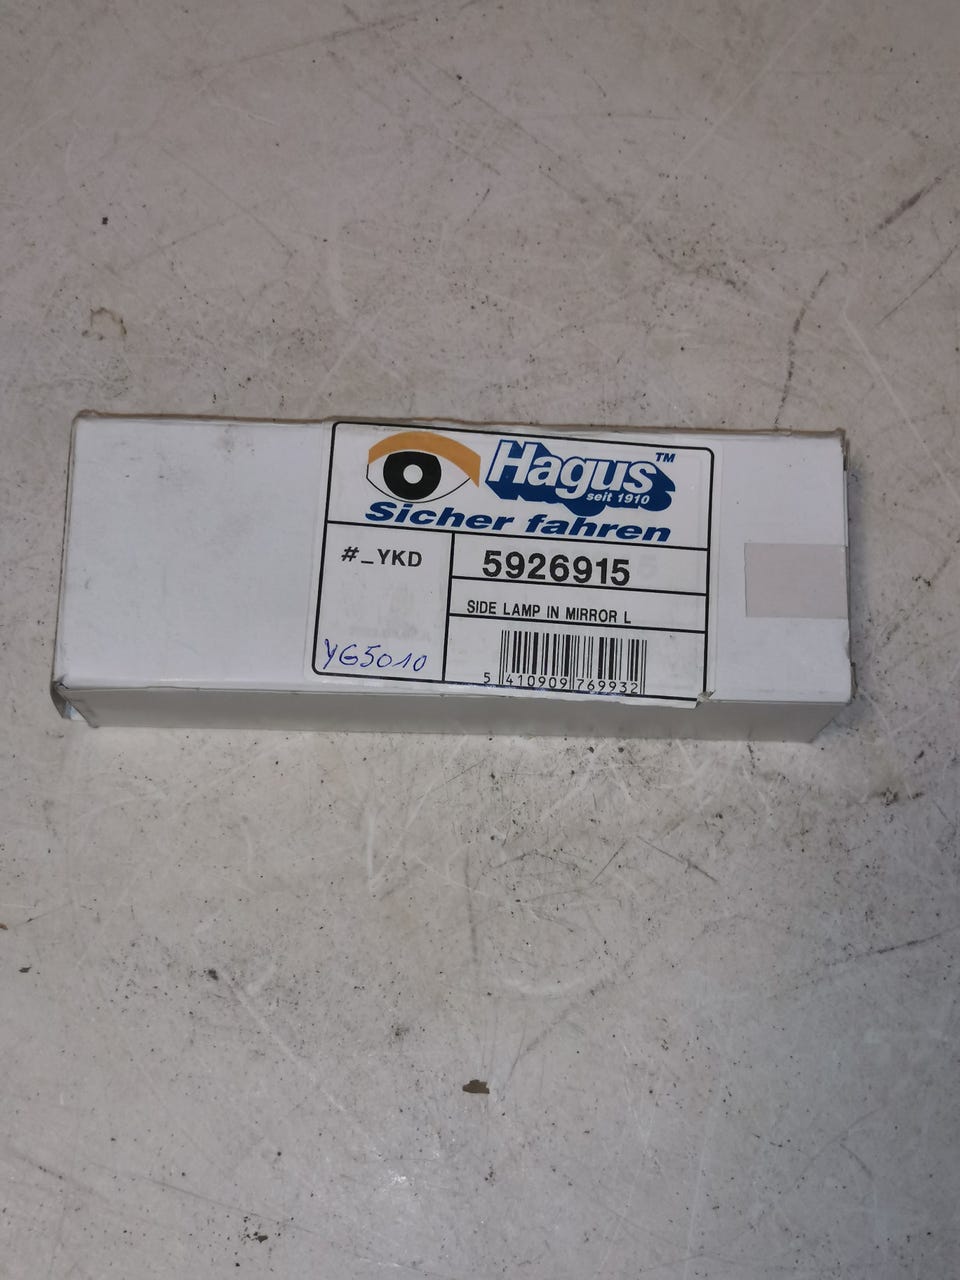 Hagus™
seit 1910
Sicher fahren
#_YKD
5926915
SIDE LAMP IN MIRROR L
YG5010
5 410909 769932